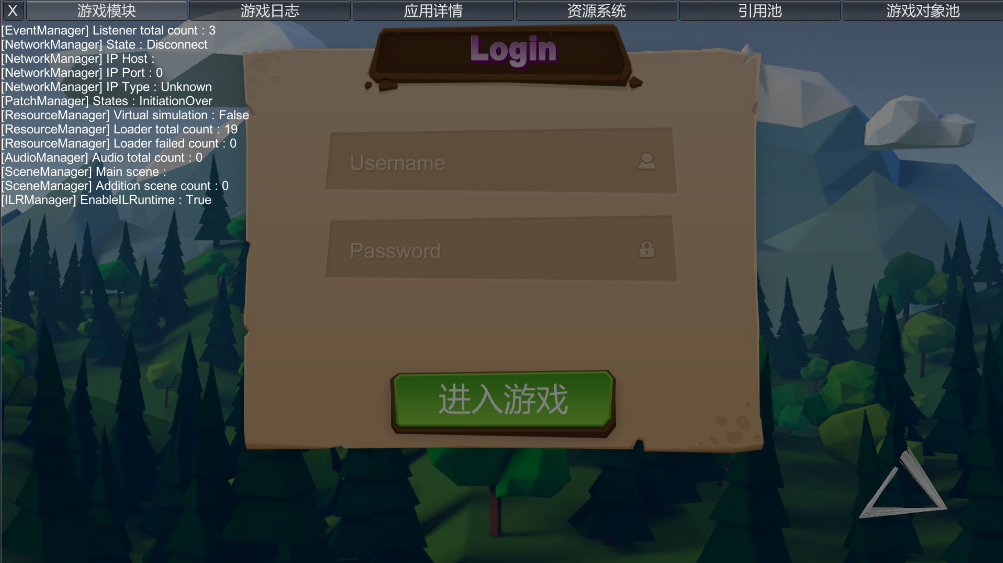 X 游戏模块 游戏日志 应用详情 资源系统 引用池 游戏对象池
[EventManager] Listener total count : 3
[NetworkManager] State : Disconnect
[NetworkManager] IP Host :
[NetworkManager] IP Port : 0
[NetworkManager] IP Type : Unknown
[PatchManager] States : InitiationOver
[ResourceManager] Virtual simulation : False
[ResourceManager] Loader total count : 19
[ResourceManager] Loader failed count : 0
[AudioManager] Audio total count : 0
[SceneManager] Main scene :
[SceneManager] Addition scene count : 0
[ILRManager] EnableILRuntime : True
Login
Username
Password
进入游戏